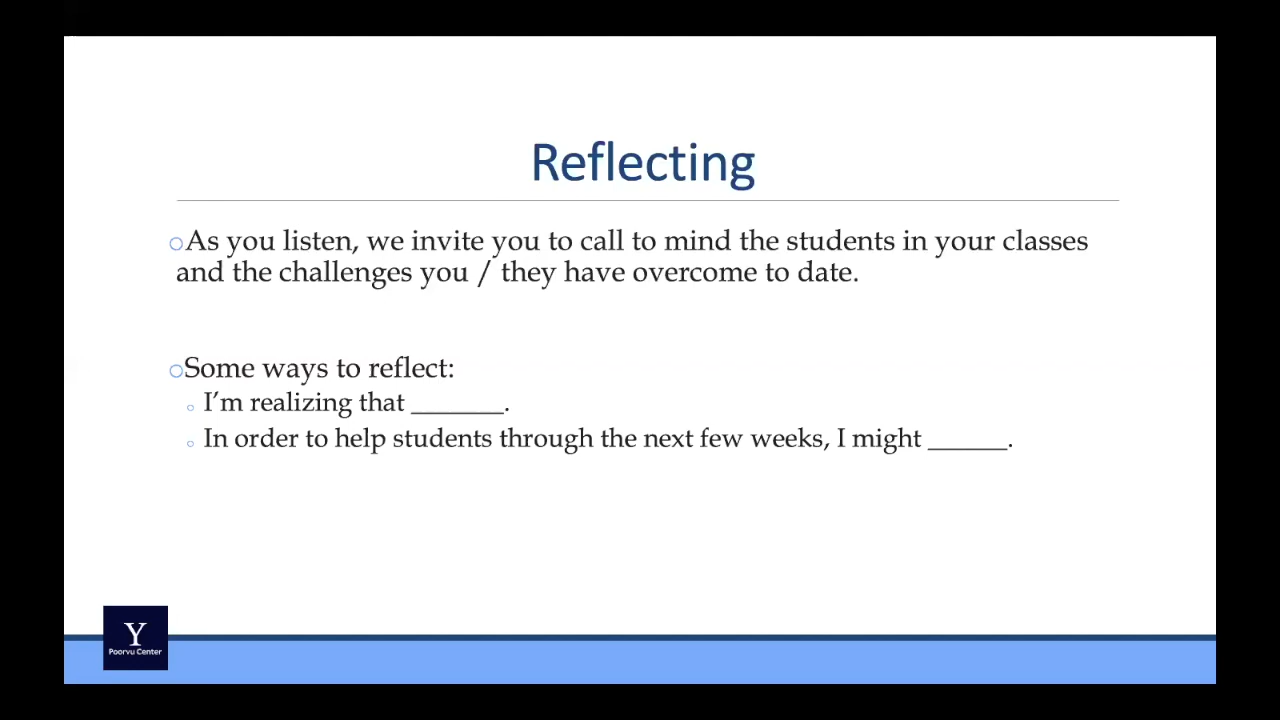 Reflecting
As you listen, we invite you to call to mind the students in your classes
and the challenges you / they have overcome to date.
Some ways to reflect:
I’m realizing that _______.
In order to help students through the next few weeks, I might ______.
Y
Poorvu Center